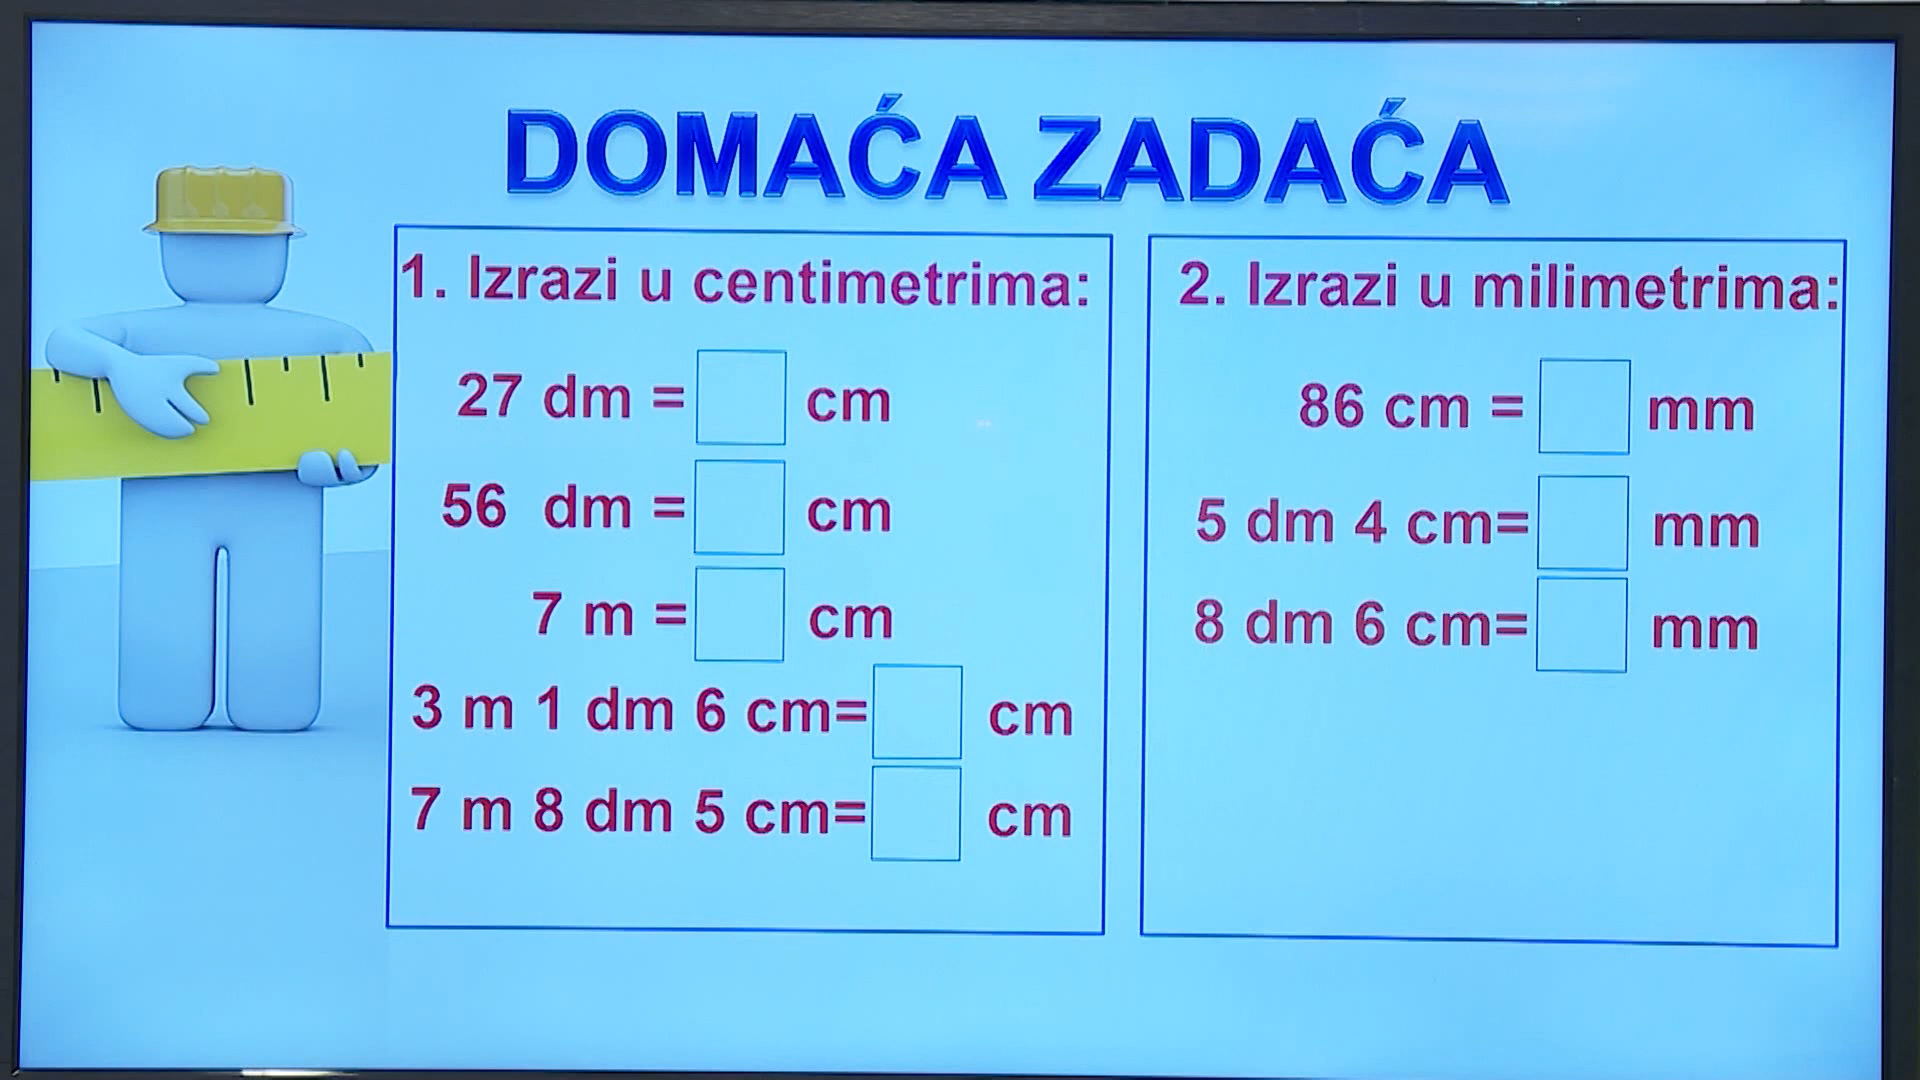 DOMAĆA ZADAĆA
1. Izrazi u centimetrima:
27 dm = cm
56 dm = cm
7 m = cm
3 m 1 dm 6 cm= cm
7 m 8 dm 5 cm= cm
2. Izrazi u milimetrima:
86 cm = mm
5 dm 4 cm= mm
8 dm 6 cm= mm